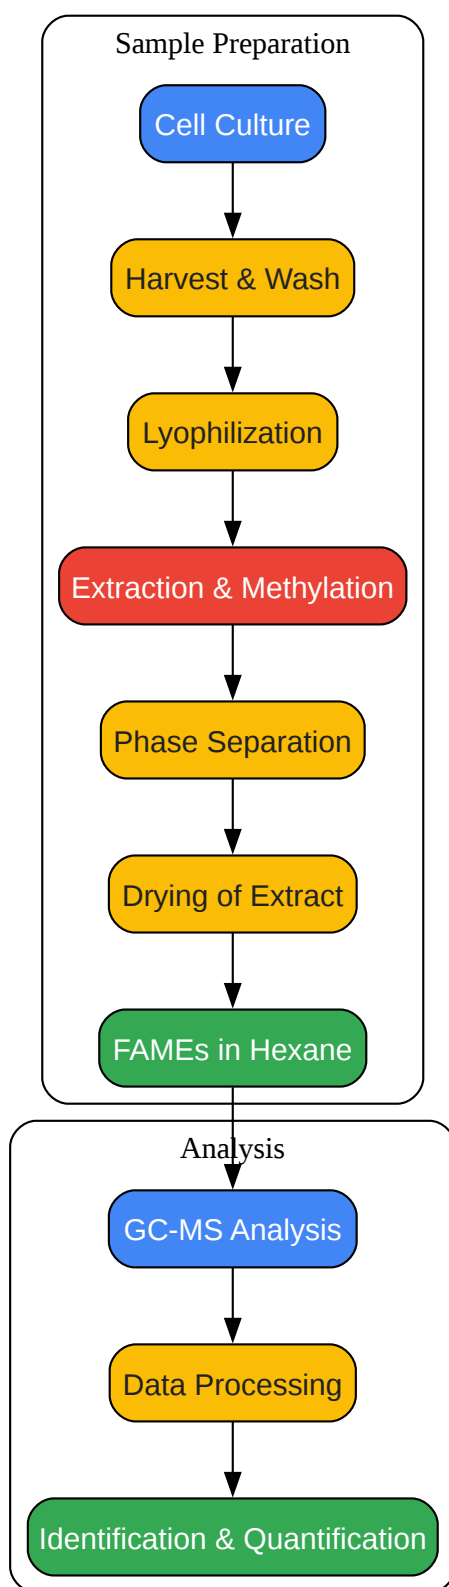 Sample Preparation
Cell Culture
Harvest & Wash
Lyophilization
Extraction & Methylation
Phase Separation
Drying of Extract
FAMEs in Hexane
Analysis
GC-MS Analysis
Data Processing
Identification & Quantification